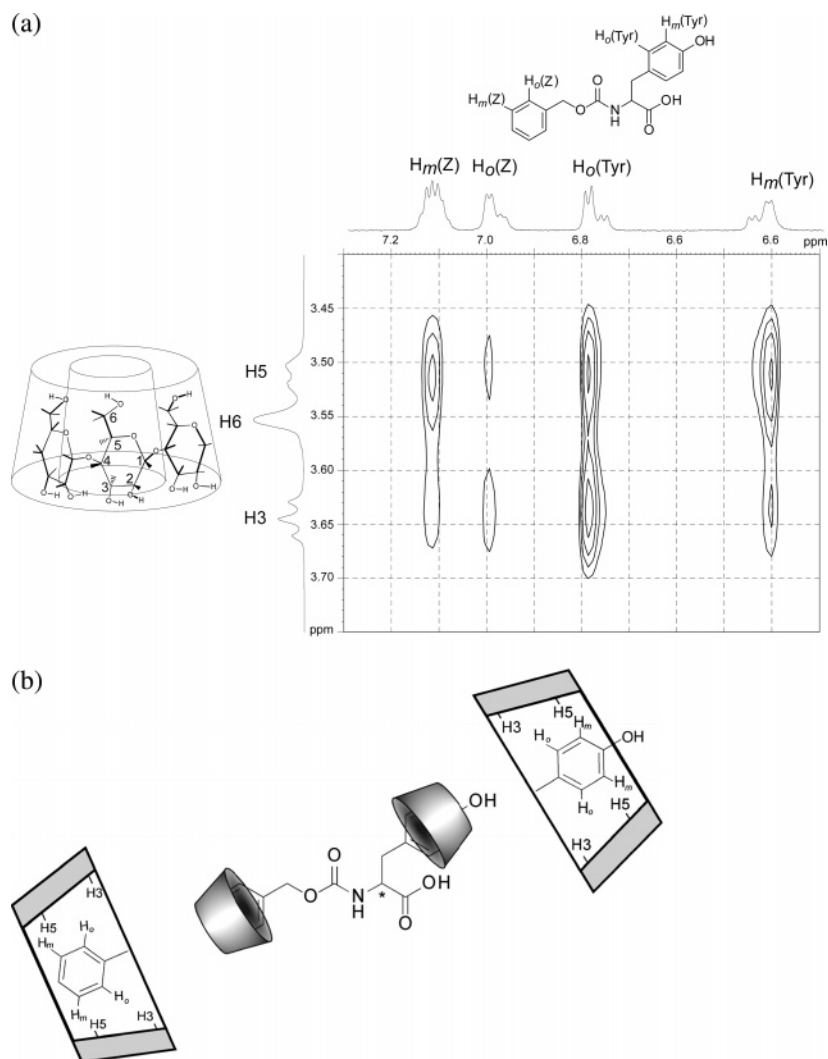 (a)
Hm(Tyr)
Ho(Tyr)
OH
Ho(Z)
Hm(Z)
O
O
N
H
OH
O
Hm(Z) Ho(Z) Ho(Tyr) Hm(Tyr)
7.2 7.0 6.8 6.6 6.6 ppm
3.45
3.50
3.55
3.60
3.65
3.70
ppm
H5
H6
H3
6
5
4
1
3
2
(b)
H3
H5
Ho
Hm
OH
Hm
Ho
H5
H3
OH
O
O
N
H
*
OH
O
H3
H5
Hm
Ho
Ho
Hm
H5
H3